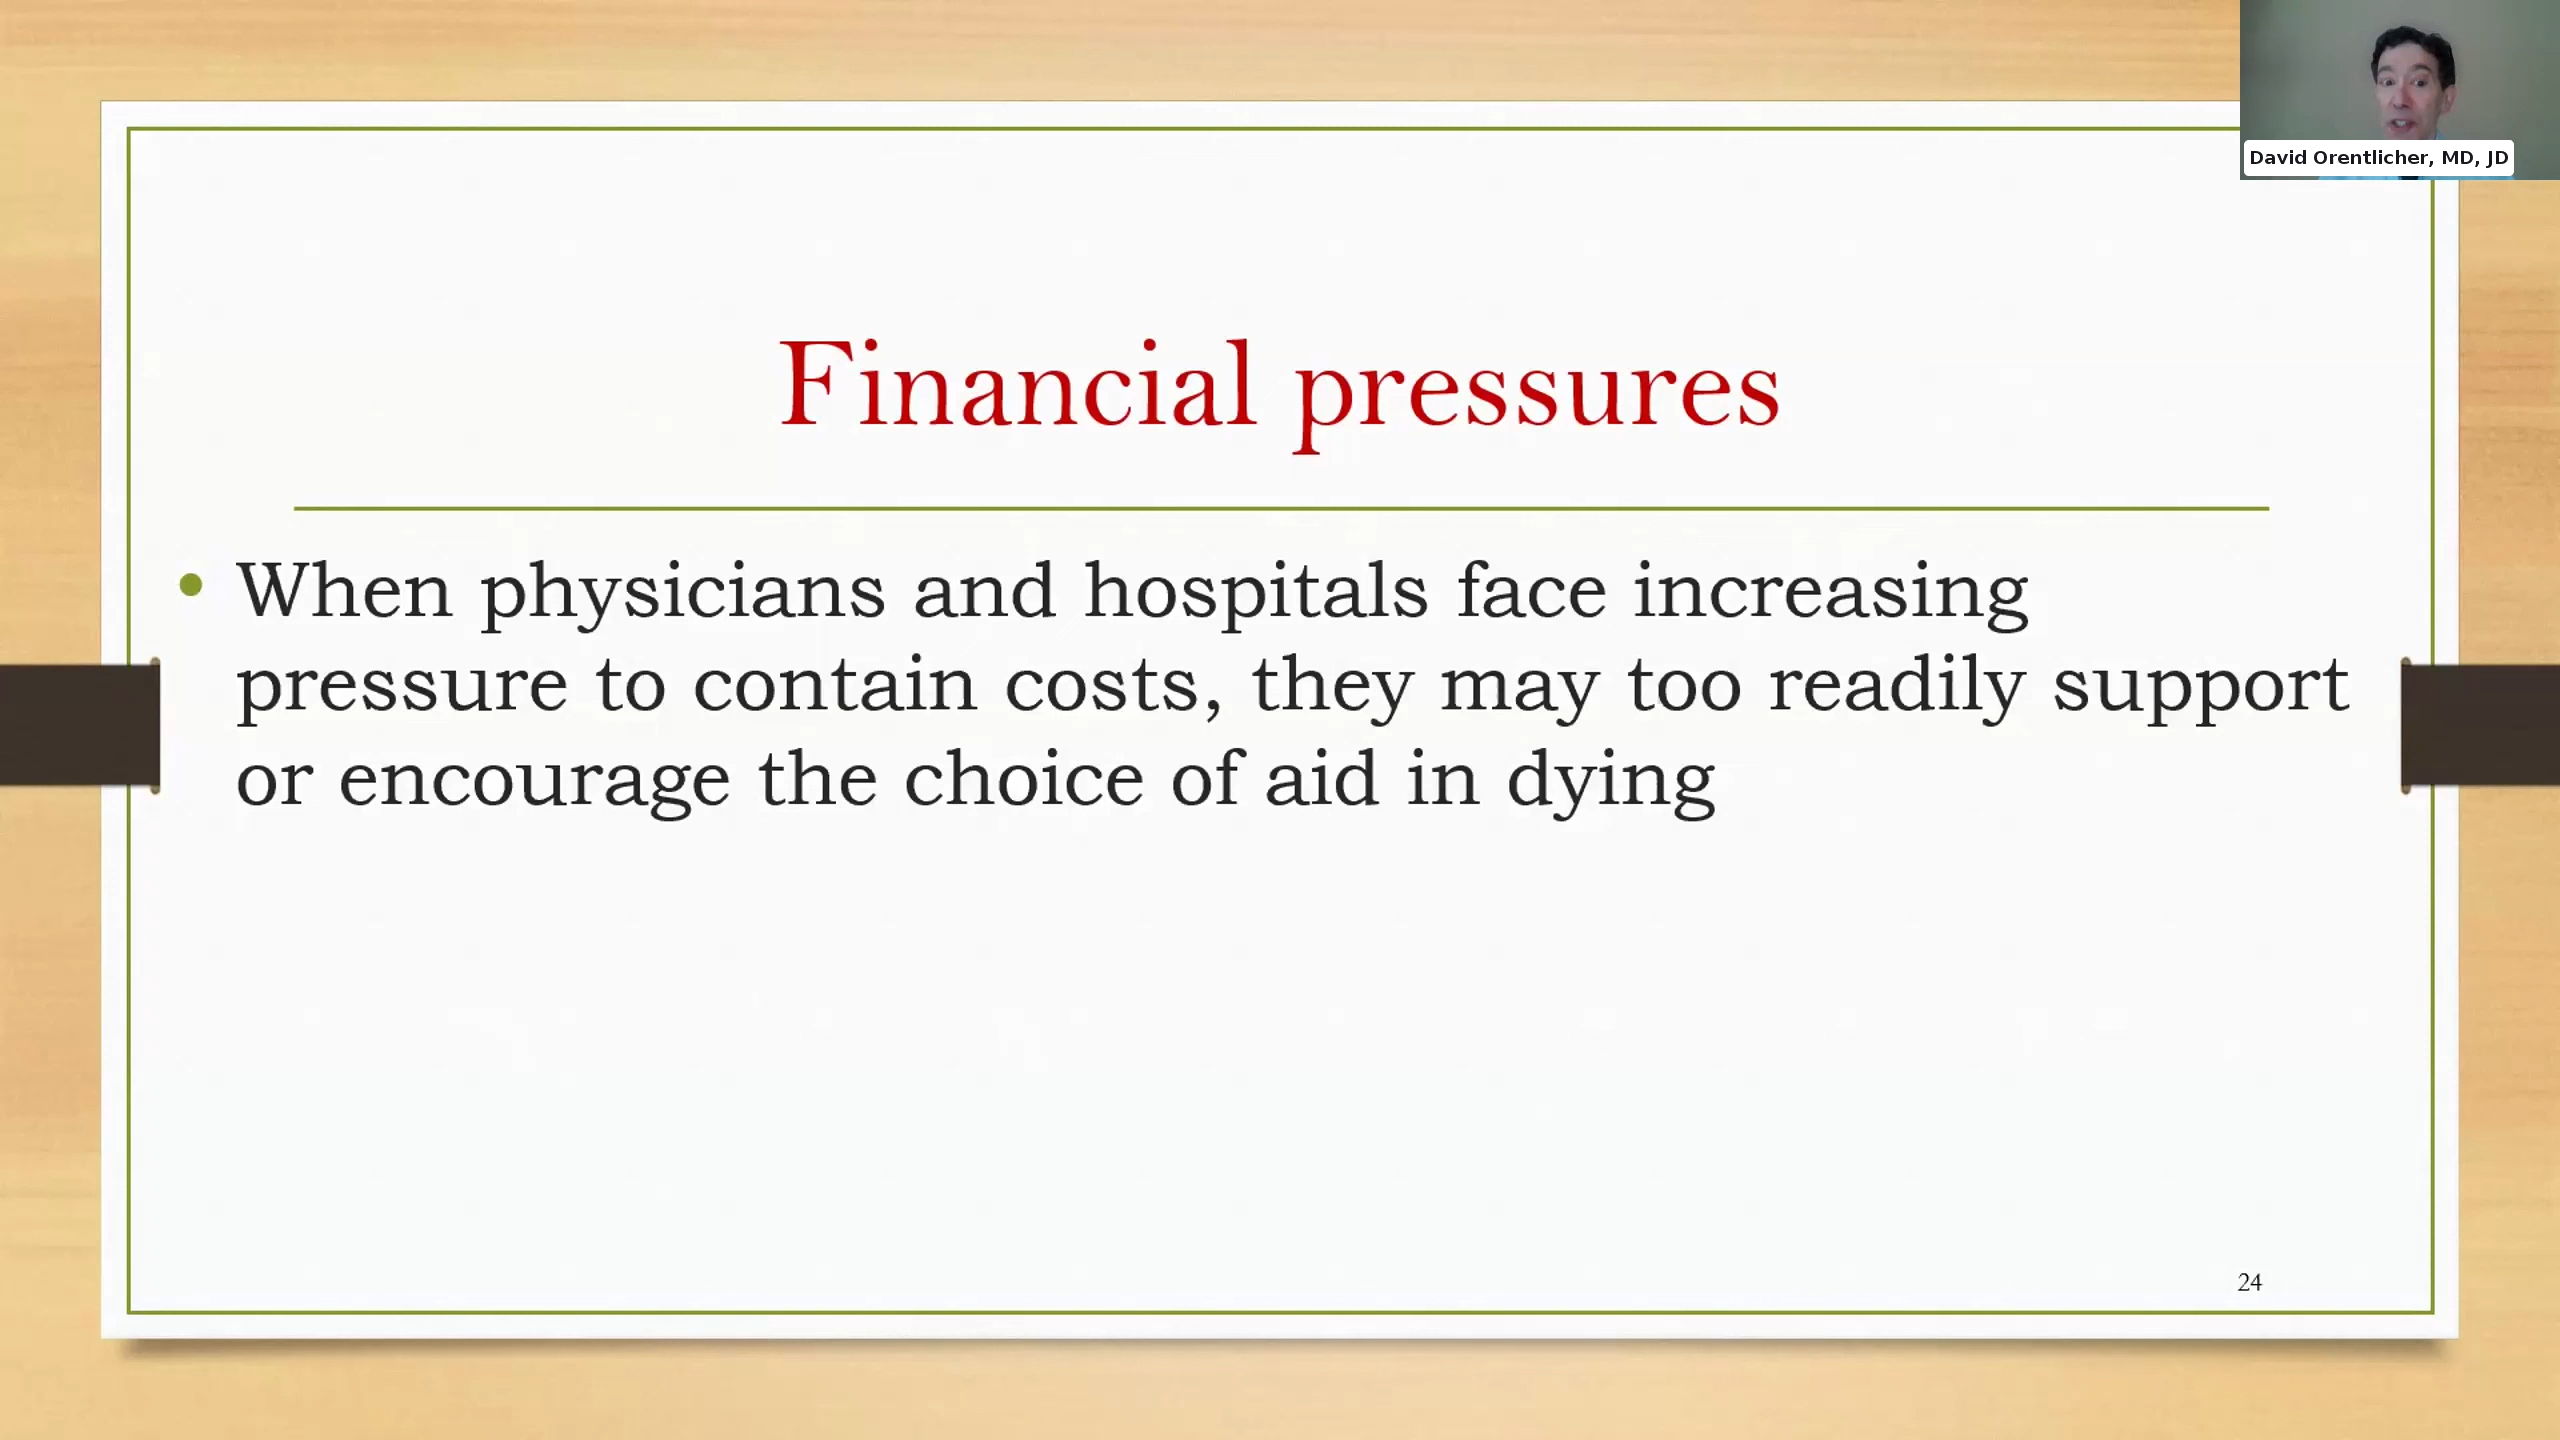 David Orentlicher, MD, JD
Financial pressures
• When physicians and hospitals face increasing
pressure to contain costs, they may too readily support
or encourage the choice of aid in dying
24